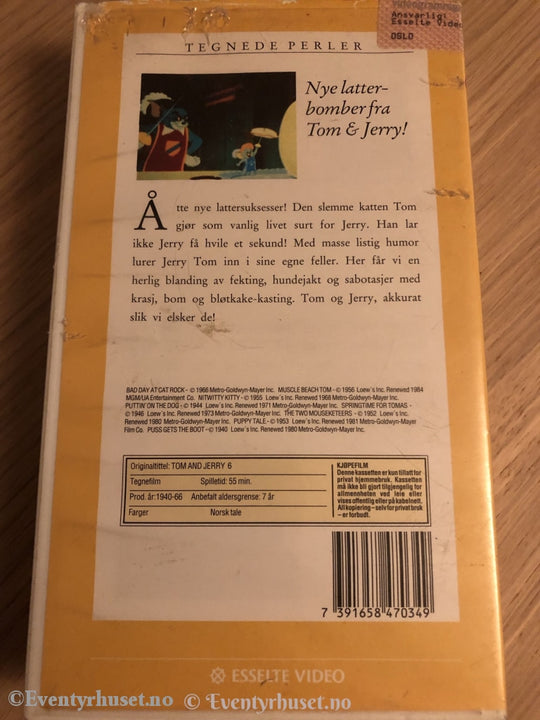 Videogramnr
Ansvarlig:
Esselte Video
OSLO
TEGNEDE PERLER
Nye latter-
bomber fra
Tom & Jerry!
Åtte nye lattersuksesser! Den slemme katten Tom
gjør som vanlig livet surt for Jerry. Han lar
ikke Jerry få hvile et sekund! Med masse listig humor
lurer Jerry Tom inn i sine egne feller. Her får vi en
herlig blanding av fekting, hundejakt og sabotasjer med
krasj, bom og bløtkake-kasting. Tom og Jerry, akkurat
slik vi elsker de!
BAD DAY AT CAT ROCK - © 1966 Metro-Goldwyn-Mayer Inc. MUSCLE BEACH TOM - © 1956 Loew's Inc. Renewed 1984
MGM/UA Entertainment Co. NITWITTY KITTY - © 1955 Loew's Inc. Renewed 1968 Metro-Goldwyn-Mayer Inc.
PUTTIN' ON THE DOG - © 1944 Loew's Inc. Renewed 1971 Metro-Goldwyn-Mayer Inc. SPRINGTIME FOR TOMAS -
© 1946 Loew's Inc. Renewed 1973 Metro-Goldwyn-Mayer Inc. THE TWO MOUSEKETEERS - © 1952 Loew's Inc.
Renewed 1980 Metro-Goldwyn-Mayer Inc. PUPPY TALE - © 1953 Loew's Inc. Renewed 1981 Metro-Goldwyn-Mayer
Film Co. PUSS GETS THE BOOT - © 1940 Loew's Inc. Renewed 1980 Metro-Goldwyn-Mayer Inc.
Originaltittel: TOM AND JERRY 6
Tegnefilm Spilletid: 55 min.
Prod. år: 1940-66 Anbefalt aldersgrense: 7 år
Farger Norsk tale
KJØPEFILM
Denne kassetten er kun tillatt for
privat hjemmebruk. Kassetten
må ikke bli gjort tilgjengelig for
allmennheten ved leie eller
vises offentlig eller på kabelnett.
All kopiering - selv for privat bruk
- er forbudt.
7 391658 470349
ESSELTE VIDEO
© Eventyrhuset.no © Eventyrhuset.no